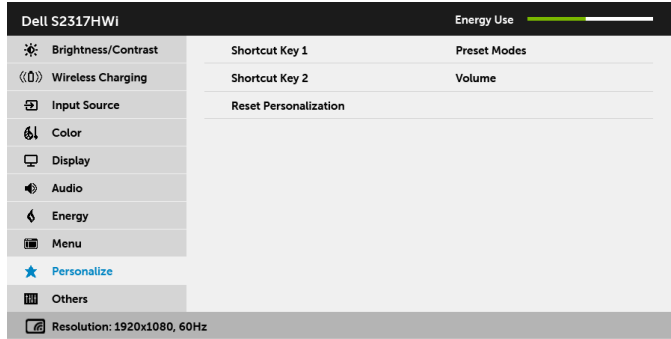 Dell S2317HWi
Energy Use
Brightness/Contrast
Wireless Charging
Input Source
Color
Display
Audio
Energy
Menu
Personalize
Others
Shortcut Key 1 Preset Modes
Shortcut Key 2 Volume
Reset Personalization
Resolution: 1920x1080, 60Hz